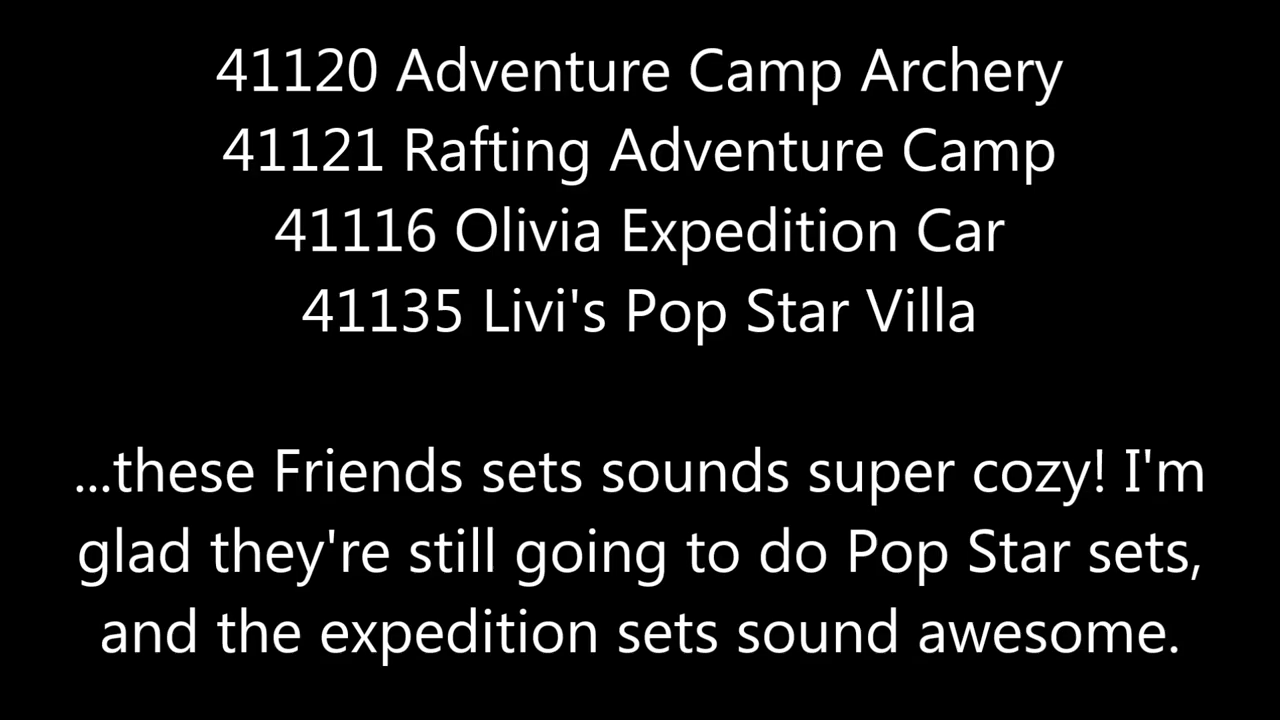 41120 Adventure Camp Archery
41121 Rafting Adventure Camp
41116 Olivia Expedition Car
41135 Livi's Pop Star Villa
...these Friends sets sounds super cozy! I'm
glad they're still going to do Pop Star sets,
and the expedition sets sound awesome.